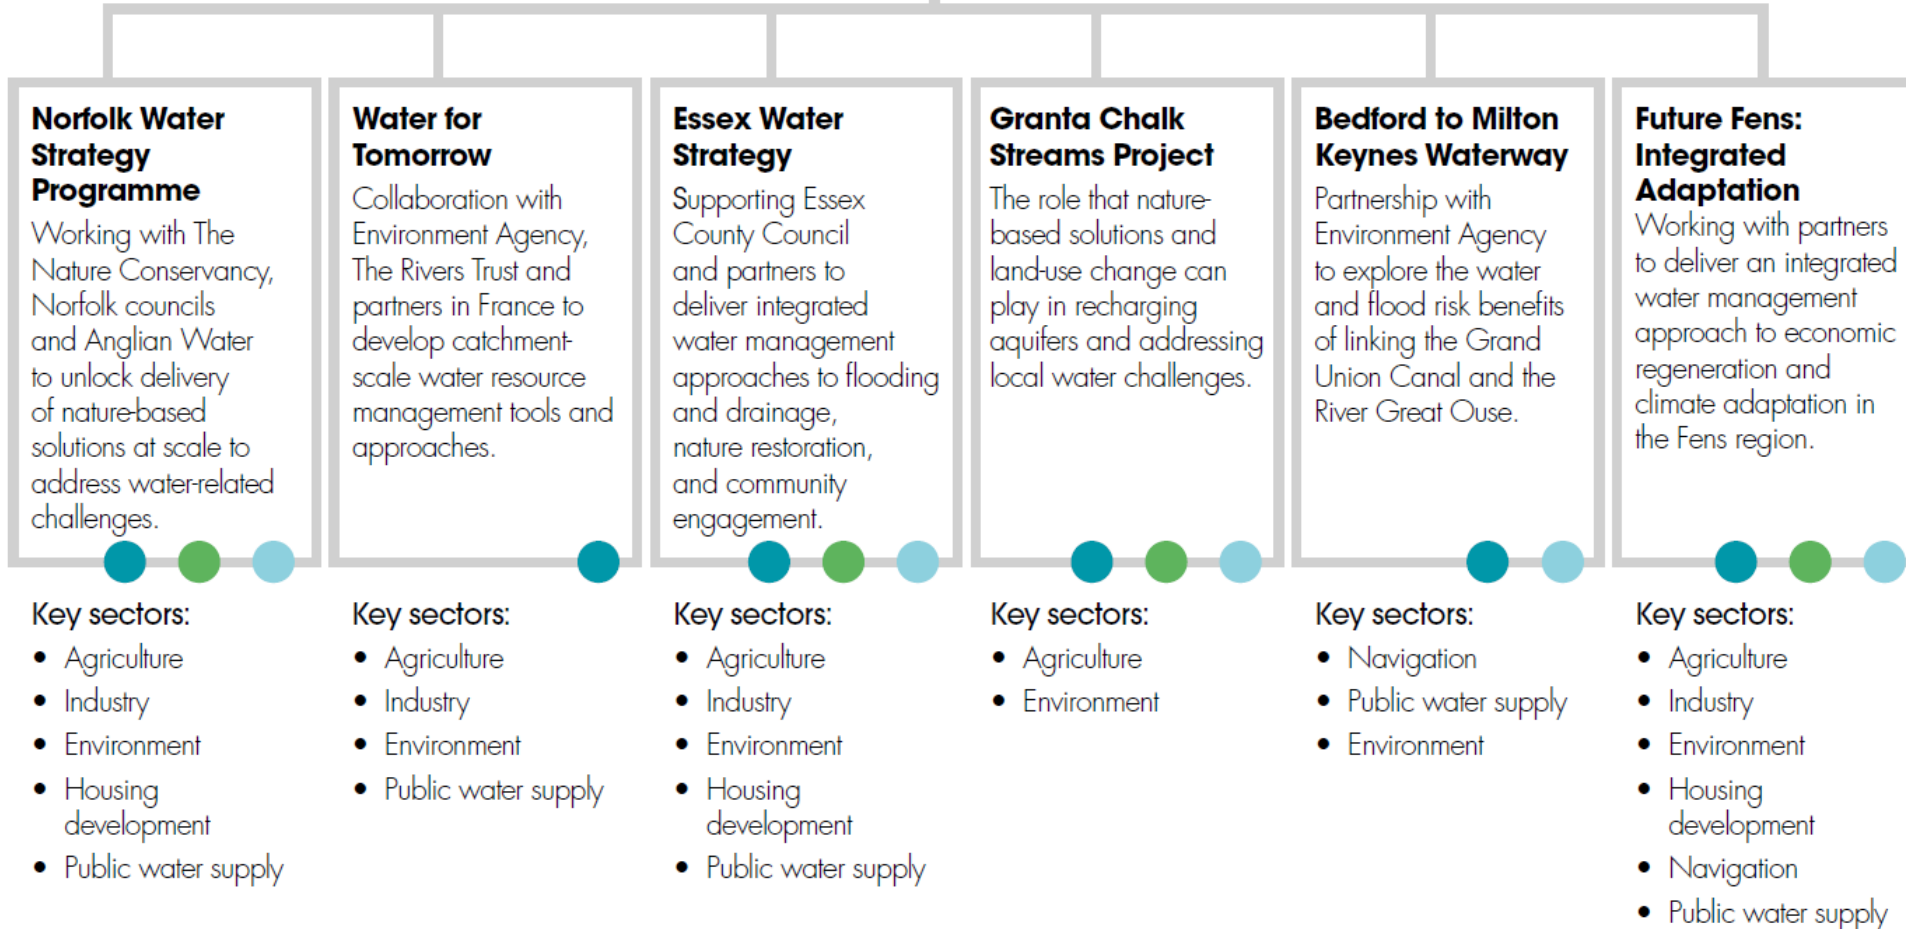 Norfolk Water
Strategy
Programme
Working with The
Nature Conservancy,
Norfolk councils
and Anglian Water
to unlock delivery
of nature-based
solutions at scale to
address water-related
challenges.
Key sectors:
• Agriculture
• Industry
• Environment
• Housing
development
• Public water supply
Water for
Tomorrow
Collaboration with
Environment Agency,
The Rivers Trust and
partners in France to
develop catchment-
scale water resource
management tools and
approaches.
Key sectors:
• Agriculture
• Industry
• Environment
• Public water supply
Essex Water
Strategy
Supporting Essex
County Council
and partners to
deliver integrated
water management
approaches to flooding
and drainage,
nature restoration,
and community
engagement.
Key sectors:
• Agriculture
• Industry
• Environment
• Housing
development
• Public water supply
Granta Chalk
Streams Project
The role that nature-
based solutions and
land-use change can
play in recharging
aquifers and addressing
local water challenges.
Key sectors:
• Agriculture
• Environment
Bedford to Milton
Keynes Waterway
Partnership with
Environment Agency
to explore the water
and flood risk benefits
of linking the Grand
Union Canal and the
River Great Ouse.
Key sectors:
• Navigation
• Public water supply
• Environment
Future Fens:
Integrated
Adaptation
Working with partners
to deliver an integrated
water management
approach to economic
regeneration and
climate adaptation in
the Fens region.
Key sectors:
• Agriculture
• Industry
• Environment
• Housing
development
• Navigation
• Public water supply